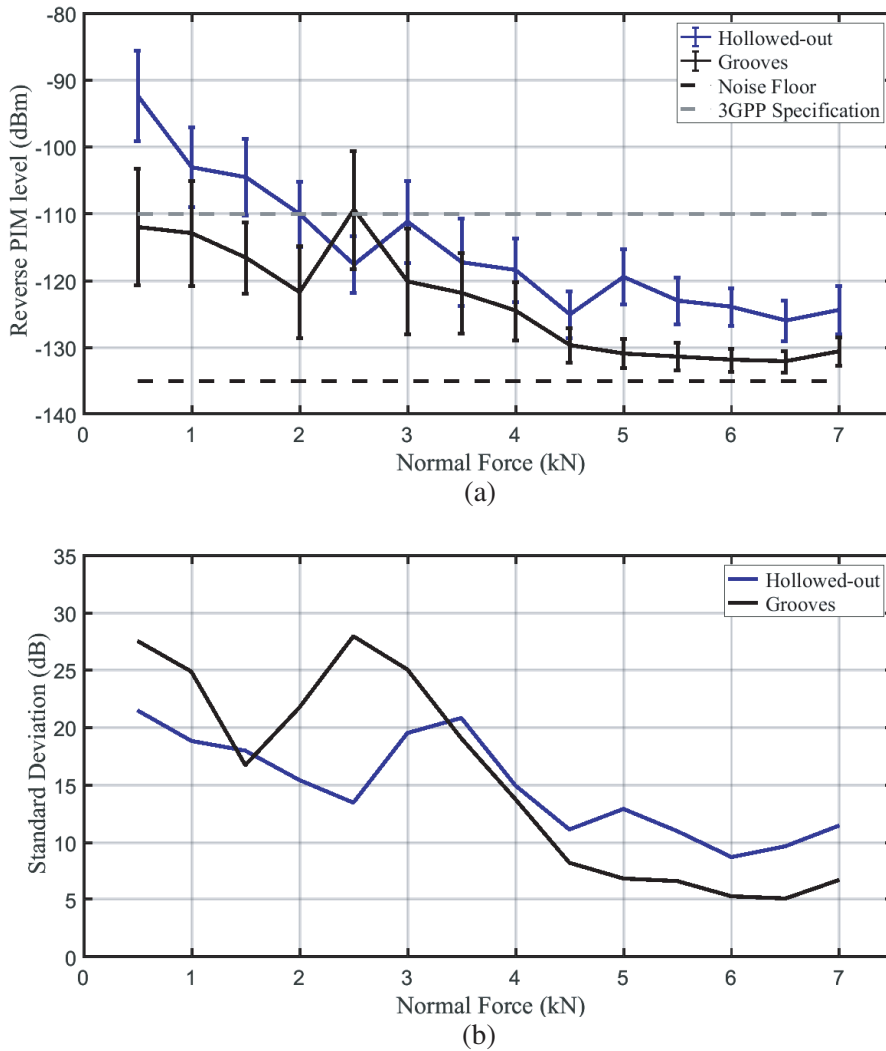 -80
-90
-100
-110
-120
-130
-140
Reverse PIM level (dBm)
Hollowed-out
Grooves
Noise Floor
3GPP Specification
0 1 2 3 4 5 6 7
Normal Force (kN)
(a)
35
30
25
20
15
10
5
0
Standard Deviation (dB)
Hollowed-out
Grooves
0 1 2 3 4 5 6 7
Normal Force (kN)
(b)